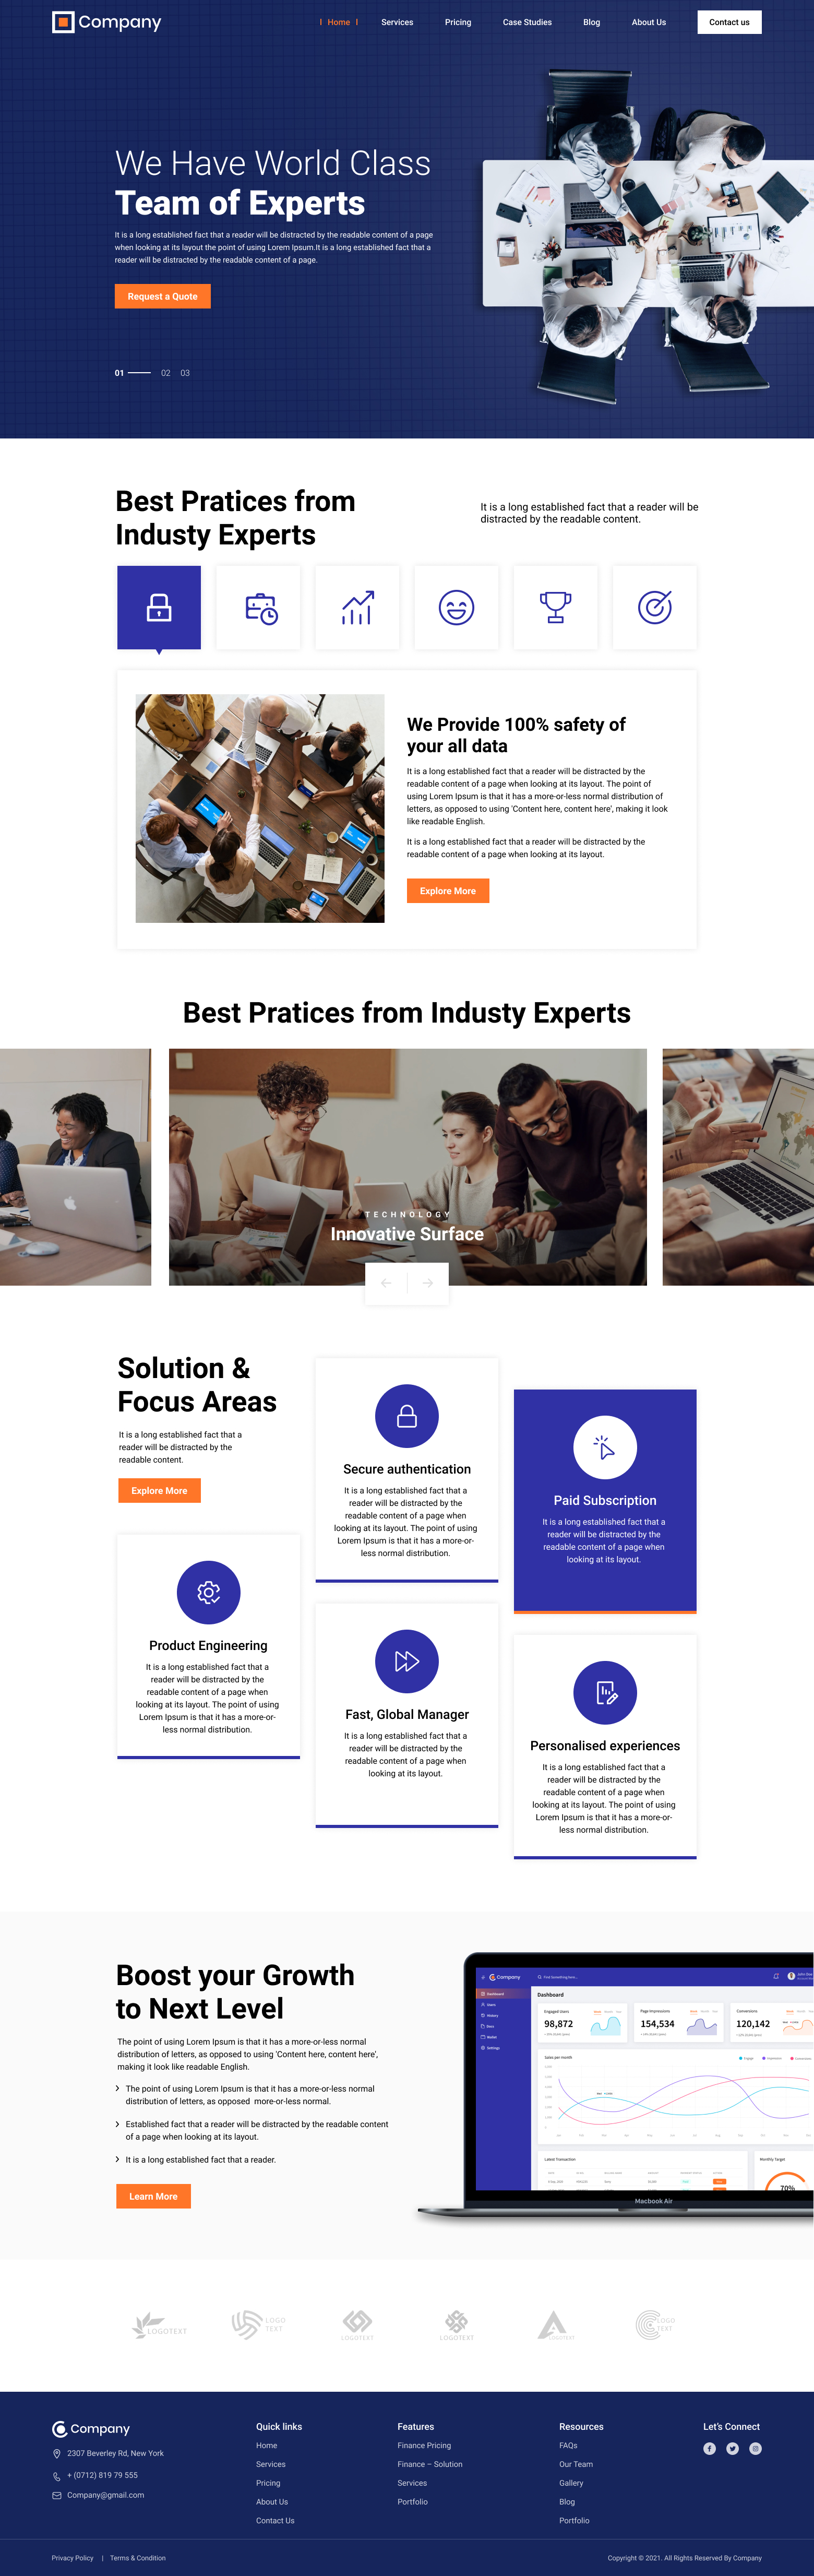 Company
Home
Services
Pricing
Case Studies
Blog
About Us
Contact us
We Have World Class
Team of Experts
It is a long established fact that a reader will be distracted by the readable content of a page
when looking at its layout the point of using Lorem Ipsum.It is a long established fact that a
reader will be distracted by the readable content of a page.
Request a Quote
01 02 03
Best Pratices from
Industy Experts
It is a long established fact that a reader will be
distracted by the readable content.
We Provide 100% safety of
your all data
It is a long established fact that a reader will be distracted by the
readable content of a page when looking at its layout. The point of
using Lorem Ipsum is that it has a more-or-less normal distribution of
letters, as opposed to using 'Content here, content here', making it look
like readable English.
It is a long established fact that a reader will be distracted by the
readable content of a page when looking at its layout.
Explore More
Best Pratices from Industy Experts
TECHNOLOGY
Innovative Surface
Solution &
Focus Areas
It is a long established fact that a
reader will be distracted by the
readable content.
Explore More
Secure authentication
It is a long established fact that a
reader will be distracted by the
readable content of a page when
looking at its layout. The point of using
Lorem Ipsum is that it has a more-or-
less normal distribution.
Paid Subscription
It is a long established fact that a
reader will be distracted by the
readable content of a page when
looking at its layout.
Product Engineering
It is a long established fact that a
reader will be distracted by the
readable content of a page when
looking at its layout. The point of using
Lorem Ipsum is that it has a more-or-
less normal distribution.
Fast, Global Manager
It is a long established fact that a
reader will be distracted by the
readable content of a page when
looking at its layout.
Personalised experiences
It is a long established fact that a
reader will be distracted by the
readable content of a page when
looking at its layout. The point of using
Lorem Ipsum is that it has a more-or-
less normal distribution.
Boost your Growth
to Next Level
The point of using Lorem Ipsum is that it has a more-or-less normal
distribution of letters, as opposed to using 'Content here, content here',
making it look like readable English.
The point of using Lorem Ipsum is that it has a more-or-less normal
distribution of letters, as opposed  more-or-less normal.
Established fact that a reader will be distracted by the readable content
of a page when looking at its layout.
It is a long established fact that a reader.
Learn More
Company
Dashboard
Users
History
Docs
Wallet
Settings
Dashboard
Engaged Users
98,872
Page Impressions
154,534
Conversions
120,142
Sales per month
Latest Transaction
Monthly Target
70%
Macbook Air
LOGOTEXT
LOGO
TEXT
LOGOTEXT
LOGOTEXT
LOGOTEXT
LOGO
TEXT
Company
2307 Beverley Rd, New York
+ (0712) 819 79 555
Company@gmail.com
Quick links
Home
Services
Pricing
About Us
Contact Us
Features
Finance Pricing
Finance – Solution
Services
Portfolio
Resources
FAQs
Our Team
Gallery
Blog
Portfolio
Let's Connect
Privacy Policy | Terms & Condition
Copyright © 2021. All Rights Reserved By Company